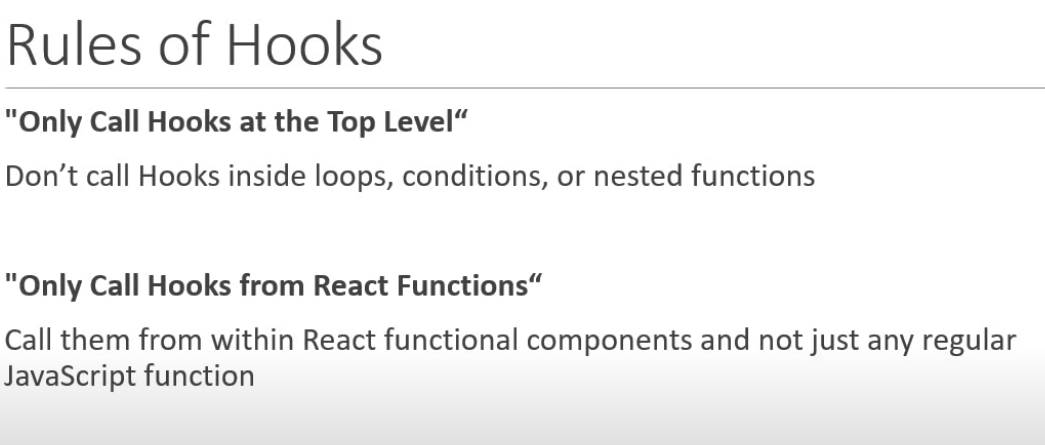 Rules of Hooks
"Only Call Hooks at the Top Level“
Don’t call Hooks inside loops, conditions, or nested functions
"Only Call Hooks from React Functions“
Call them from within React functional components and not just any regular
JavaScript function